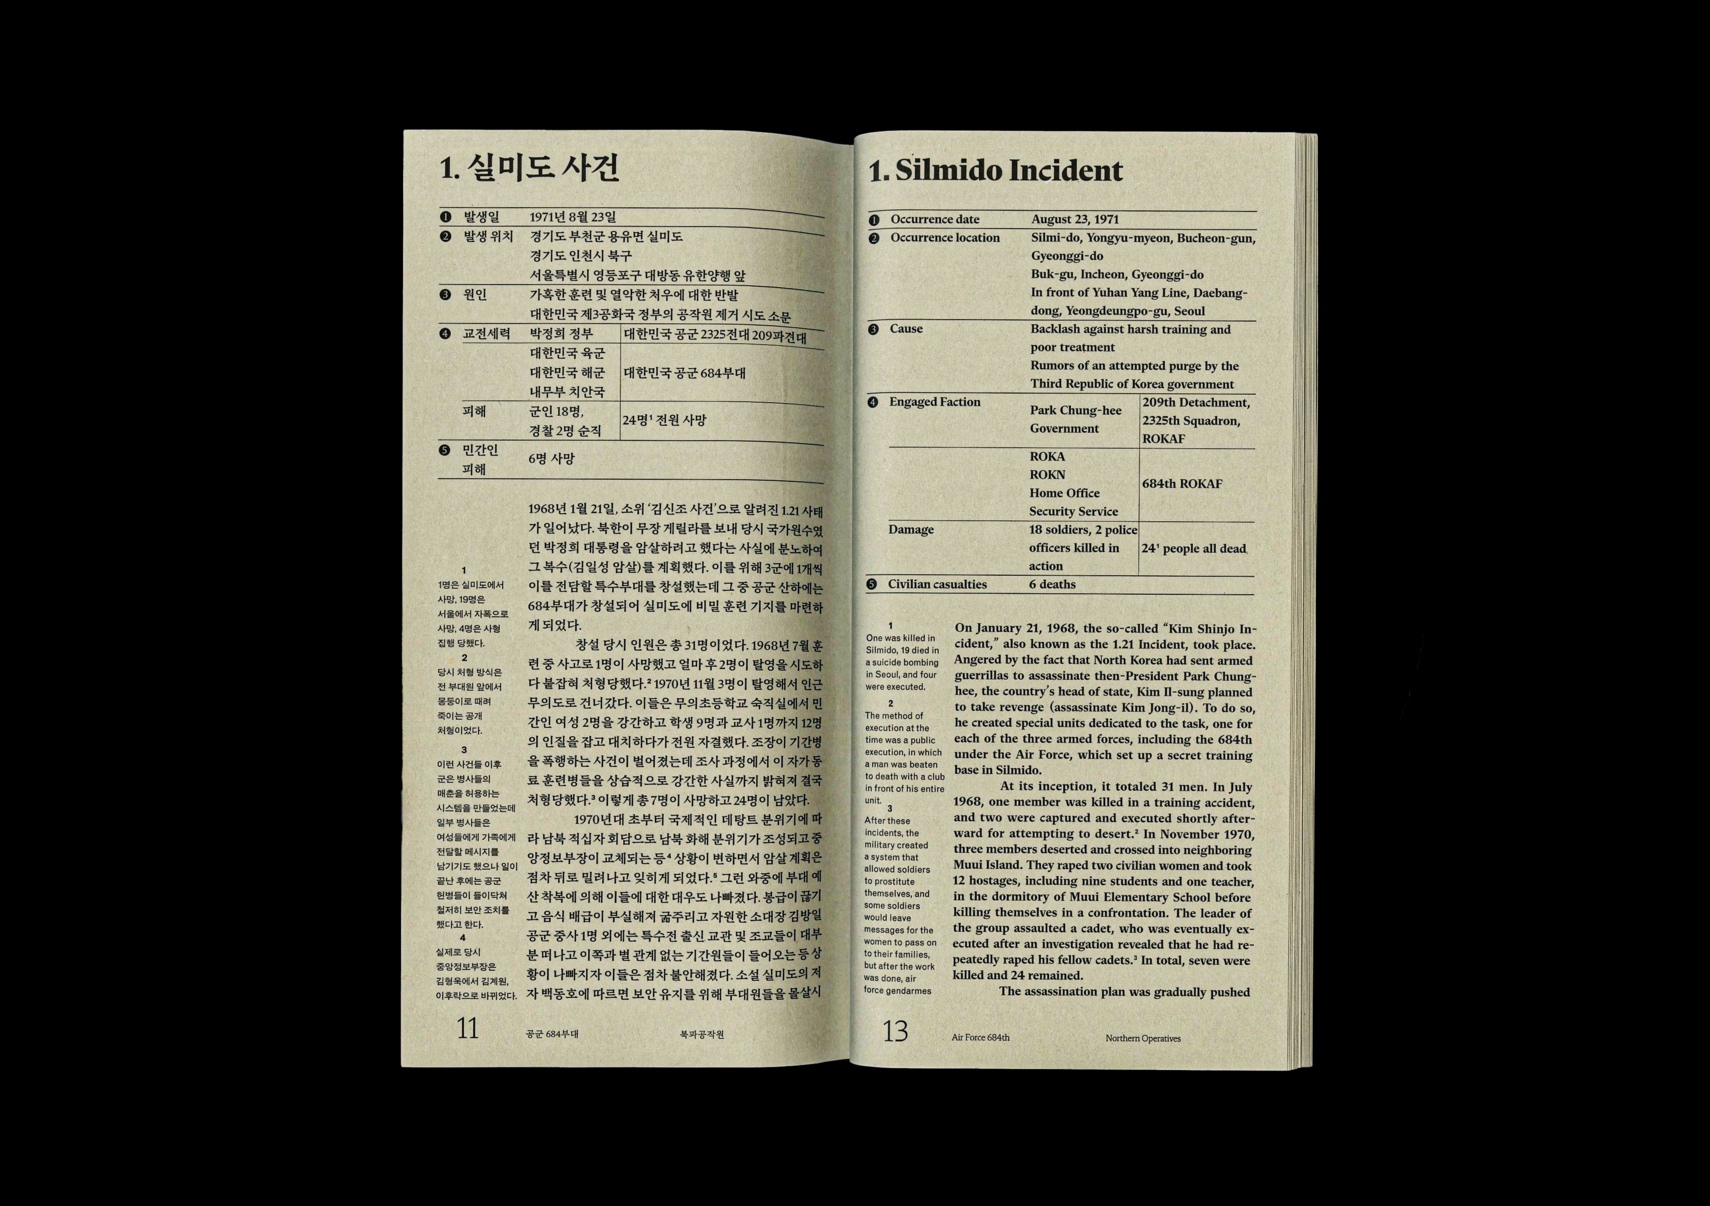 1. 실미도 사건
❶ 발생일 1971년 8월 23일
❷ 발생 위치 경기도 부천군 용유면 실미도
경기도 인천시 북구
서울특별시 영등포구 대방동 유한양행 앞
❸ 원인 가혹한 훈련 및 열악한 처우에 대한 반발
대한민국 제3공화국 정부의 공작원 제거 시도 소문
❹ 교전세력 박정희 정부 대한민국 공군 2325전대 209파견대
대한민국 육군
대한민국 해군 대한민국 공군 684부대
내무부 치안국
피해 군인 18명,
경찰 2명 순직 24명¹ 전원 사망
❺ 민간인
피해 6명 사망
1968년 1월 21일, 소위 ‘김신조 사건’으로 알려진 1.21 사태
가 일어났다. 북한이 무장 게릴라를 보내 당시 국가원수였
던 박정희 대통령을 암살하려고 했다는 사실에 분노하여
그 복수(김일성 암살)를 계획했다. 이를 위해 3군에 1개씩
이를 전담할 특수부대를 창설했는데 그 중 공군 산하에는
684부대가 창설되어 실미도에 비밀 훈련 기지를 마련하
게 되었다.
창설 당시 인원은 총 31명이었다. 1968년 7월 훈
련 중 사고로 1명이 사망했고 얼마 후 2명이 탈영을 시도하
다 붙잡혀 처형당했다.² 1970년 11월 3명이 탈영해서 인근
무의도로 건너갔다. 이들은 무의초등학교 숙직실에서 민
간인 여성 2명을 강간하고 학생 9명과 교사 1명까지 12명
의 인질을 잡고 대치하다가 전원 자결했다. 조장이 기간병
을 폭행하는 사건이 벌어졌는데 조사 과정에서 이 자가 동
료 훈련병들을 상습적으로 강간한 사실까지 밝혀져 결국
처형당했다.³ 이렇게 총 7명이 사망하고 24명이 남았다.
1970년대 초부터 국제적인 데탕트 분위기에 따
라 남북 적십자 회담으로 남북 화해 분위기가 조성되고 중
앙정보부장이 교체되는 등⁴ 상황이 변하면서 암살 계획은
점차 뒤로 밀려나고 잊히게 되었다.⁵ 그런 와중에 부대 예
산 착복에 의해 이들에 대한 대우도 나빠졌다. 봉급이 끊기
고 음식 배급이 부실해져 굶주리고 자원한 소대장 김방일
공군 중사 1명 외에는 특수전 출신 교관 및 조교들이 대부
분 떠나고 이쪽과 별 관계 없는 기간원들이 들어오는 등 상
황이 나빠지자 이들은 점차 불안해졌다. 소설 실미도의 저
자 백동호에 따르면 보안 유지를 위해 부대원들을 몰살시
1
1명은 실미도에서
사망, 19명은
서울에서 자폭으로
사망, 4명은 사형
집행 당했다.
2
당시 처형 방식은
전 부대원 앞에서
몽둥이로 때려
죽이는 공개
처형이었다.
3
이런 사건들 이후
군은 병사들의
매춘을 허용하는
시스템을 만들었는데
일부 병사들은
여성들에게 가족에게
전달할 메시지를
남기기도 했으나 일이
끝난 후에는 공군
헌병들이 들이닥쳐
철저히 보안 조치를
했다고 한다.
4
실제로 당시
중앙정보부장은
김형욱에서 김계원,
이후락으로 바뀌었다.
11 공군 684부대 북파공작원
1. Silmido Incident
❶ Occurrence date August 23, 1971
❷ Occurrence location Silmi-do, Yongyu-myeon, Bucheon-gun,
Gyeonggi-do
Buk-gu, Incheon, Gyeonggi-do
In front of Yuhan Yang Line, Daebang-
dong, Yeongdeungpo-gu, Seoul
❸ Cause Backlash against harsh training and
poor treatment
Rumors of an attempted purge by the
Third Republic of Korea government
❹ Engaged Faction Park Chung-hee
Government
209th Detachment,
2325th Squadron,
ROKAF
ROKA
ROKN
Home Office
Security Service
684th ROKAF
Damage 18 soldiers, 2 police
officers killed in
action
24¹ people all dead
❺ Civilian casualties 6 deaths
1
One was killed in
Silmido, 19 died in
a suicide bombing
in Seoul, and four
were executed.
2
The method of
execution at the
time was a public
execution, in which
a man was beaten
to death with a club
in front of his entire
unit.
3
After these
incidents, the
military created
a system that
allowed soldiers
to prostitute
themselves, and
some soldiers
would leave
messages for the
women to pass on
to their families,
but after the work
was done, air
force gendarmes
On January 21, 1968, the so-called “Kim Shinjo In-
cident,” also known as the 1.21 Incident, took place.
Angered by the fact that North Korea had sent armed
guerrillas to assassinate then-President Park Chung-
hee, the country’s head of state, Kim Il-sung planned
to take revenge (assassinate Kim Jong-il). To do so,
he created special units dedicated to the task, one for
each of the three armed forces, including the 684th
under the Air Force, which set up a secret training
base in Silmido.
At its inception, it totaled 31 men. In July
1968, one member was killed in a training accident,
and two were captured and executed shortly after-
ward for attempting to desert.² In November 1970,
three members deserted and crossed into neighboring
Muui Island. They raped two civilian women and took
12 hostages, including nine students and one teacher,
in the dormitory of Muui Elementary School before
killing themselves in a confrontation. The leader of
the group assaulted a cadet, who was eventually ex-
ecuted after an investigation revealed that he had re-
peatedly raped his fellow cadets.³ In total, seven were
killed and 24 remained.
The assassination plan was gradually pushed
13 Air Force 684th Northern Operatives